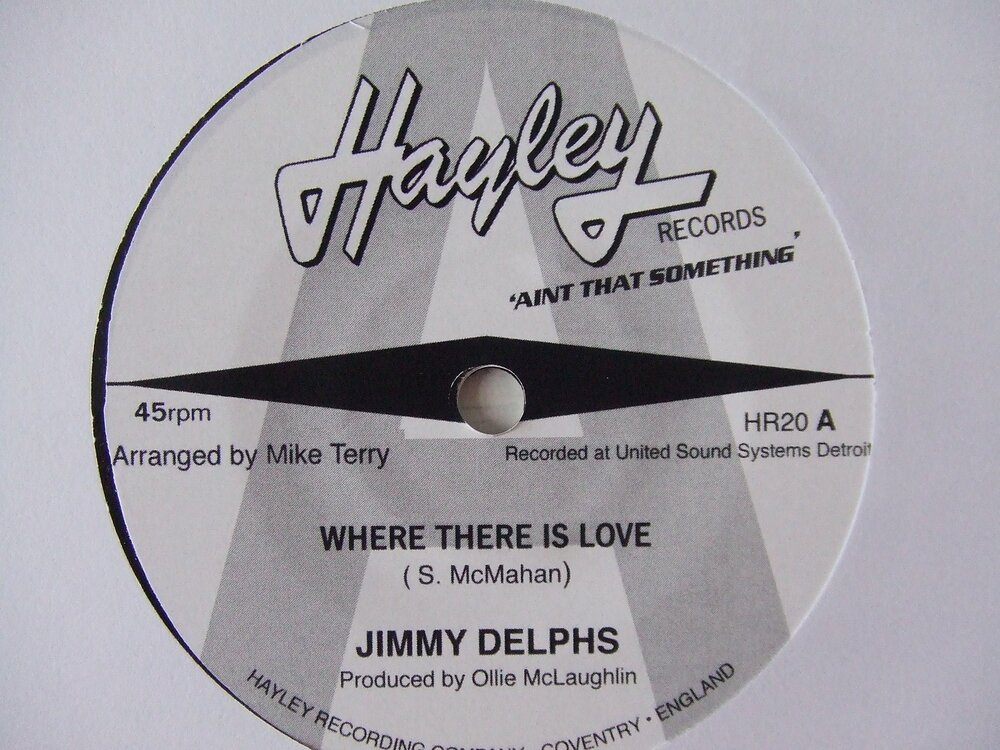 Hayley
RECORDS
'AINT THAT SOMETHING'
45rpm
HR20 A
Arranged by Mike Terry
Recorded at United Sound Systems Detroit
WHERE THERE IS LOVE
( S. McMahan)
JIMMY DELPHS
Produced by Ollie McLaughlin
HAYLEY RECORDING COMPANY • COVENTRY • ENGLAND
A